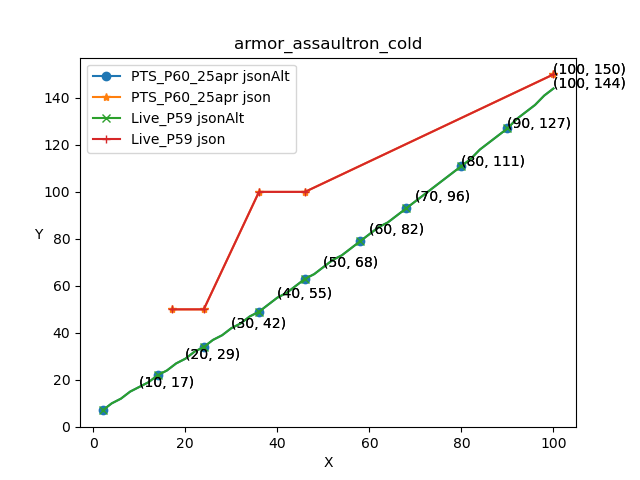 armor_assaultron_cold
PTS_P60_25apr jsonAlt
PTS_P60_25apr json
Live_P59 jsonAlt
Live_P59 json
(100, 150)
(100, 144)
(90, 127)
(80, 111)
(70, 96)
(60, 82)
(50, 68)
(40, 55)
(30, 42)
(20, 29)
(10, 17)
140
120
100
80
60
40
20
0
Y
0 20 40 60 80 100
X